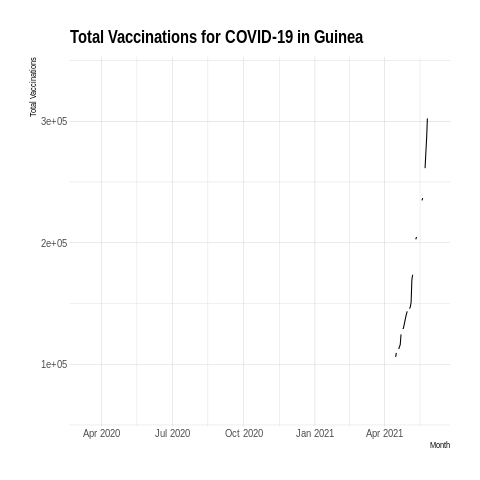 Total Vaccinations for COVID-19 in Guinea
Total Vaccinations
3e+05
2e+05
1e+05
Apr 2020 Jul 2020 Oct 2020 Jan 2021 Apr 2021
Month